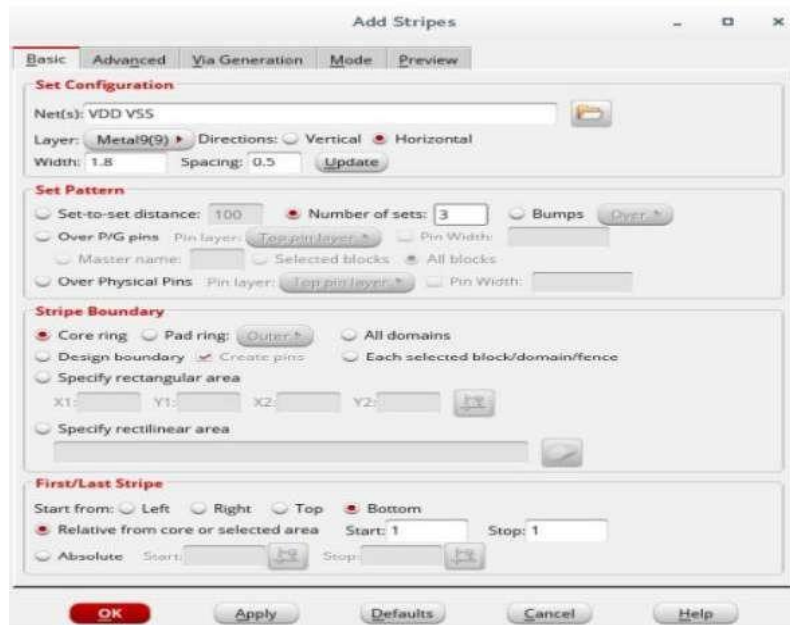 Add Stripes
Basic Advanced Via Generation Mode Preview
Set Configuration
Net(s): VDD VSS
Layer: Metal9(9) Directions: Vertical Horizontal
Width: 1.8 Spacing: 0.5 Update
Set Pattern
Set-to-set distance: 100 Number of sets: 3 Bumps Over
Over P/G pins Pin layer: Top pin layer Pin Width:
Master name: Selected blocks All blocks
Over Physical Pins Pin layer: Top pin layer Pin Width:
Stripe Boundary
Core ring Pad ring: Outer All domains
Design boundary Create pins Each selected block/domain/fence
Specify rectangular area
X1: Y1: X2: Y2:
Specify rectilinear area
First/Last Stripe
Start from: Left Right Top Bottom
Relative from core or selected area Start: 1 Stop: 1
Absolute Start: Stop:
OK Apply Defaults Cancel Help